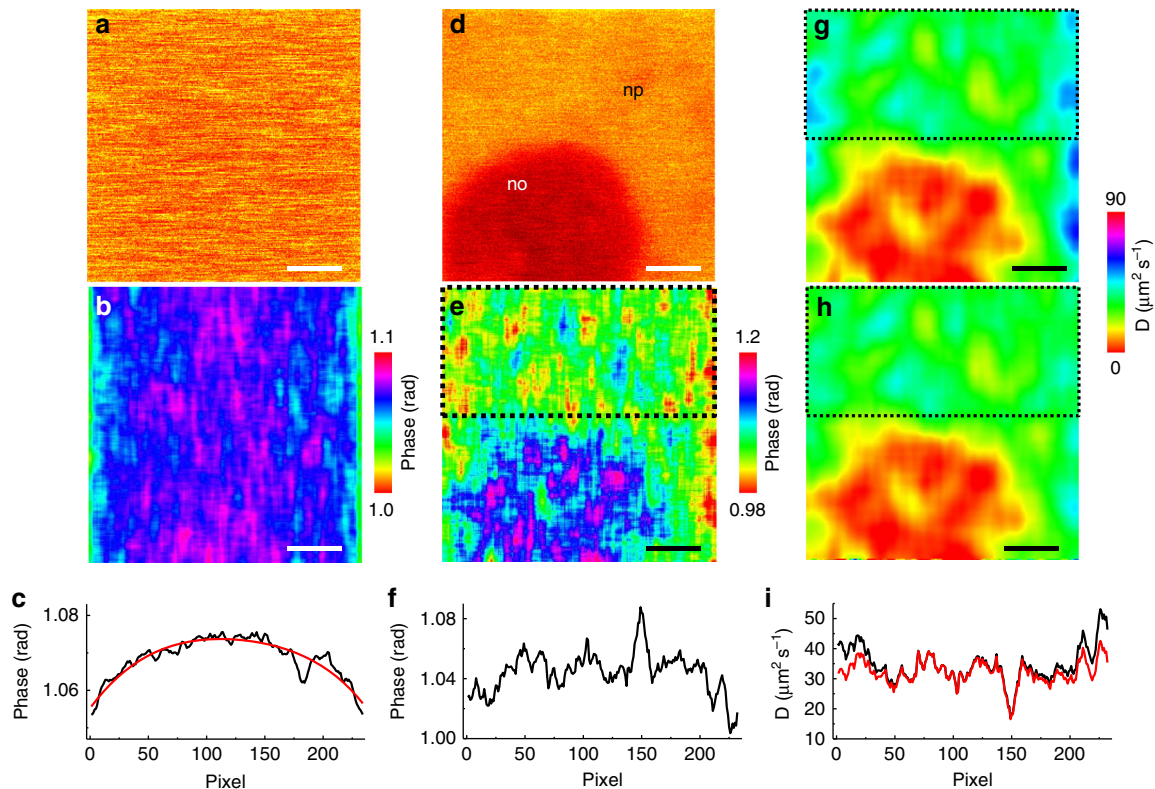 a
b
1.1
Phase (rad)
1.0
c
1.08
1.06
Phase (rad)
0 50 100 150 200
Pixel
d
np
no
e
1.2
Phase (rad)
0.98
f
1.08
1.04
1.00
Phase (rad)
0 50 100 150 200
Pixel
g
h
90
D (μm² s⁻¹)
0
i
50
40
30
20
10
D (μm² s⁻¹)
0 50 100 150 200
Pixel